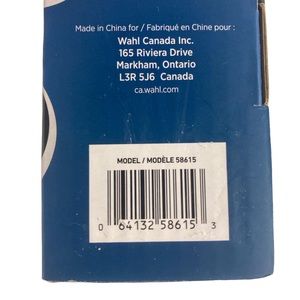 Made in China for / Fabriqué en Chine pour :
Wahl Canada Inc.
165 Riviera Drive
Markham, Ontario
L3R 5J6 Canada
ca.wahl.com
MODEL / MODÈLE 58615
0 64132 58615 3